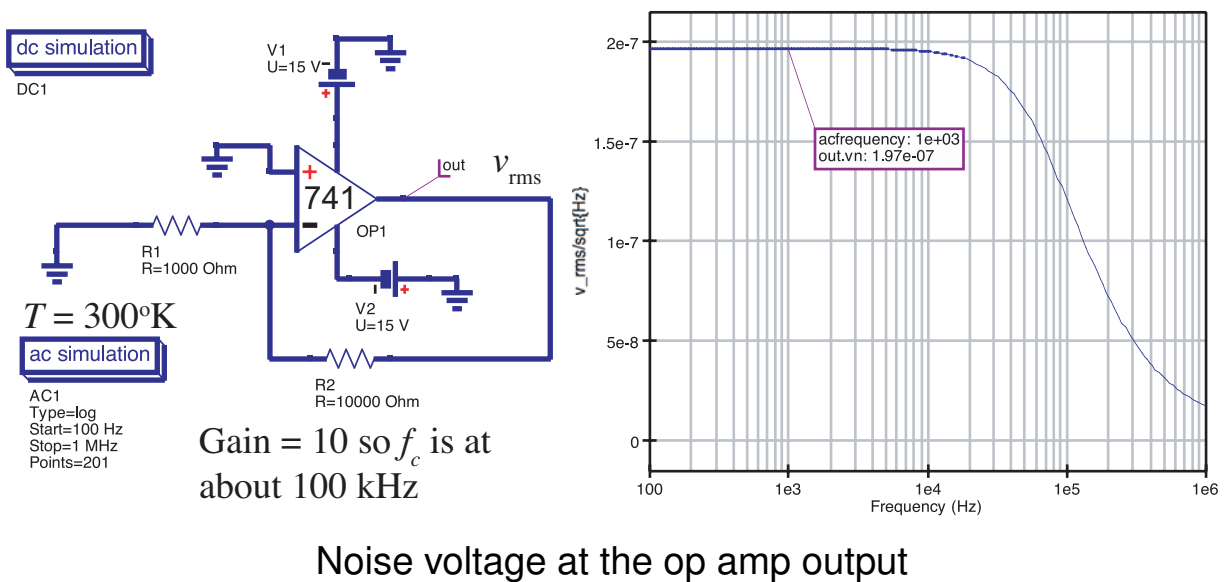 dc simulation
DC1
V1
U=15 V
-
+
+
741
-
OP1
out
v_rms
R1
R=1000 Ohm
T = 300°K
-
+
V2
U=15 V
ac simulation
AC1
Type=log
Start=100 Hz
Stop=1 MHz
Points=201
R2
R=10000 Ohm
Gain = 10 so f_c is at
about 100 kHz
v_rms/sqrt{Hz}
2e-7
1.5e-7
1e-7
5e-8
0
acfrequency: 1e+03
out.vn: 1.97e-07
100
1e3
1e4
1e5
1e6
Frequency (Hz)
Noise voltage at the op amp output